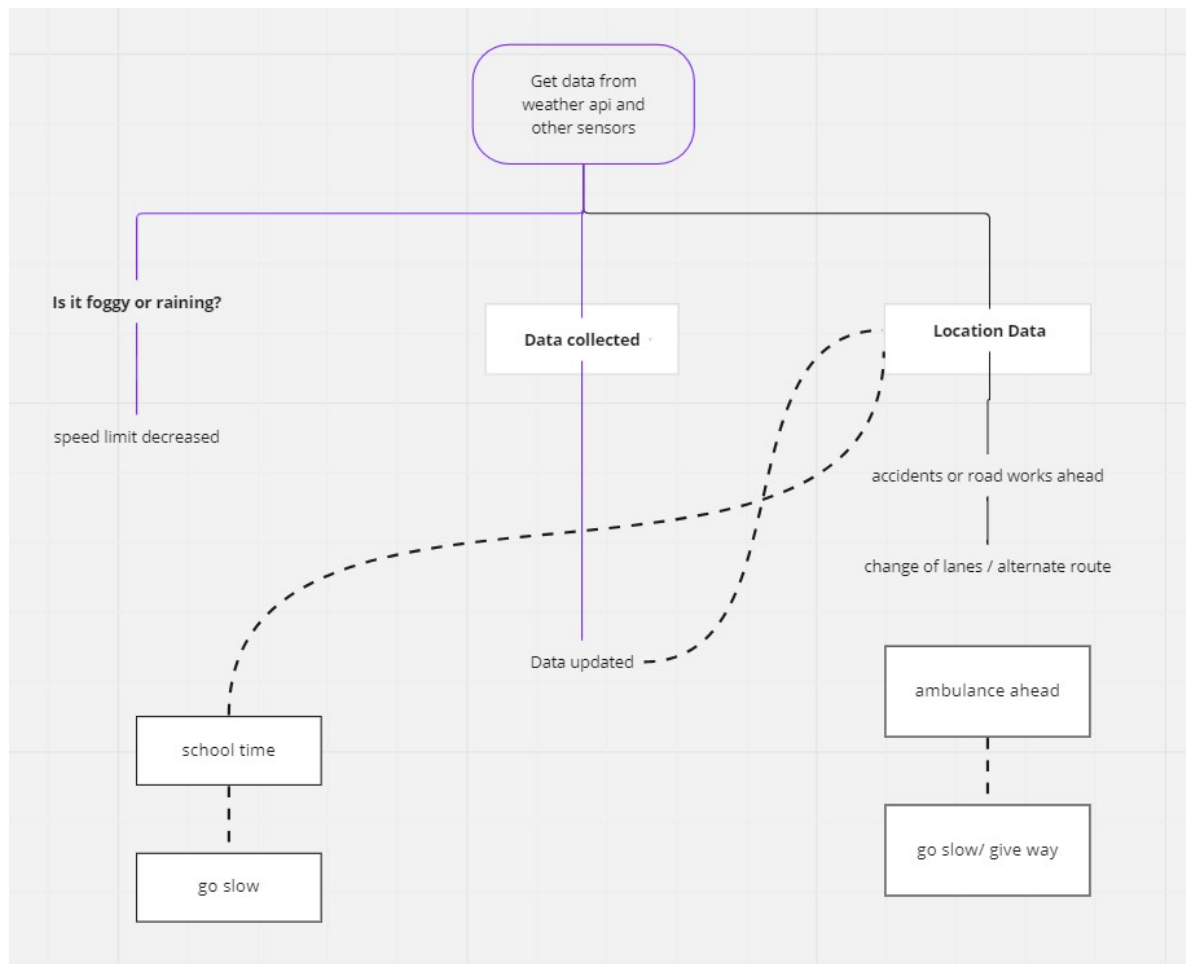 Get data from
weather api and
other sensors
Is it foggy or raining?
Data collected
Location Data
speed limit decreased
accidents or road works ahead
change of lanes / alternate route
Data updated
ambulance ahead
school time
go slow/ give way
go slow